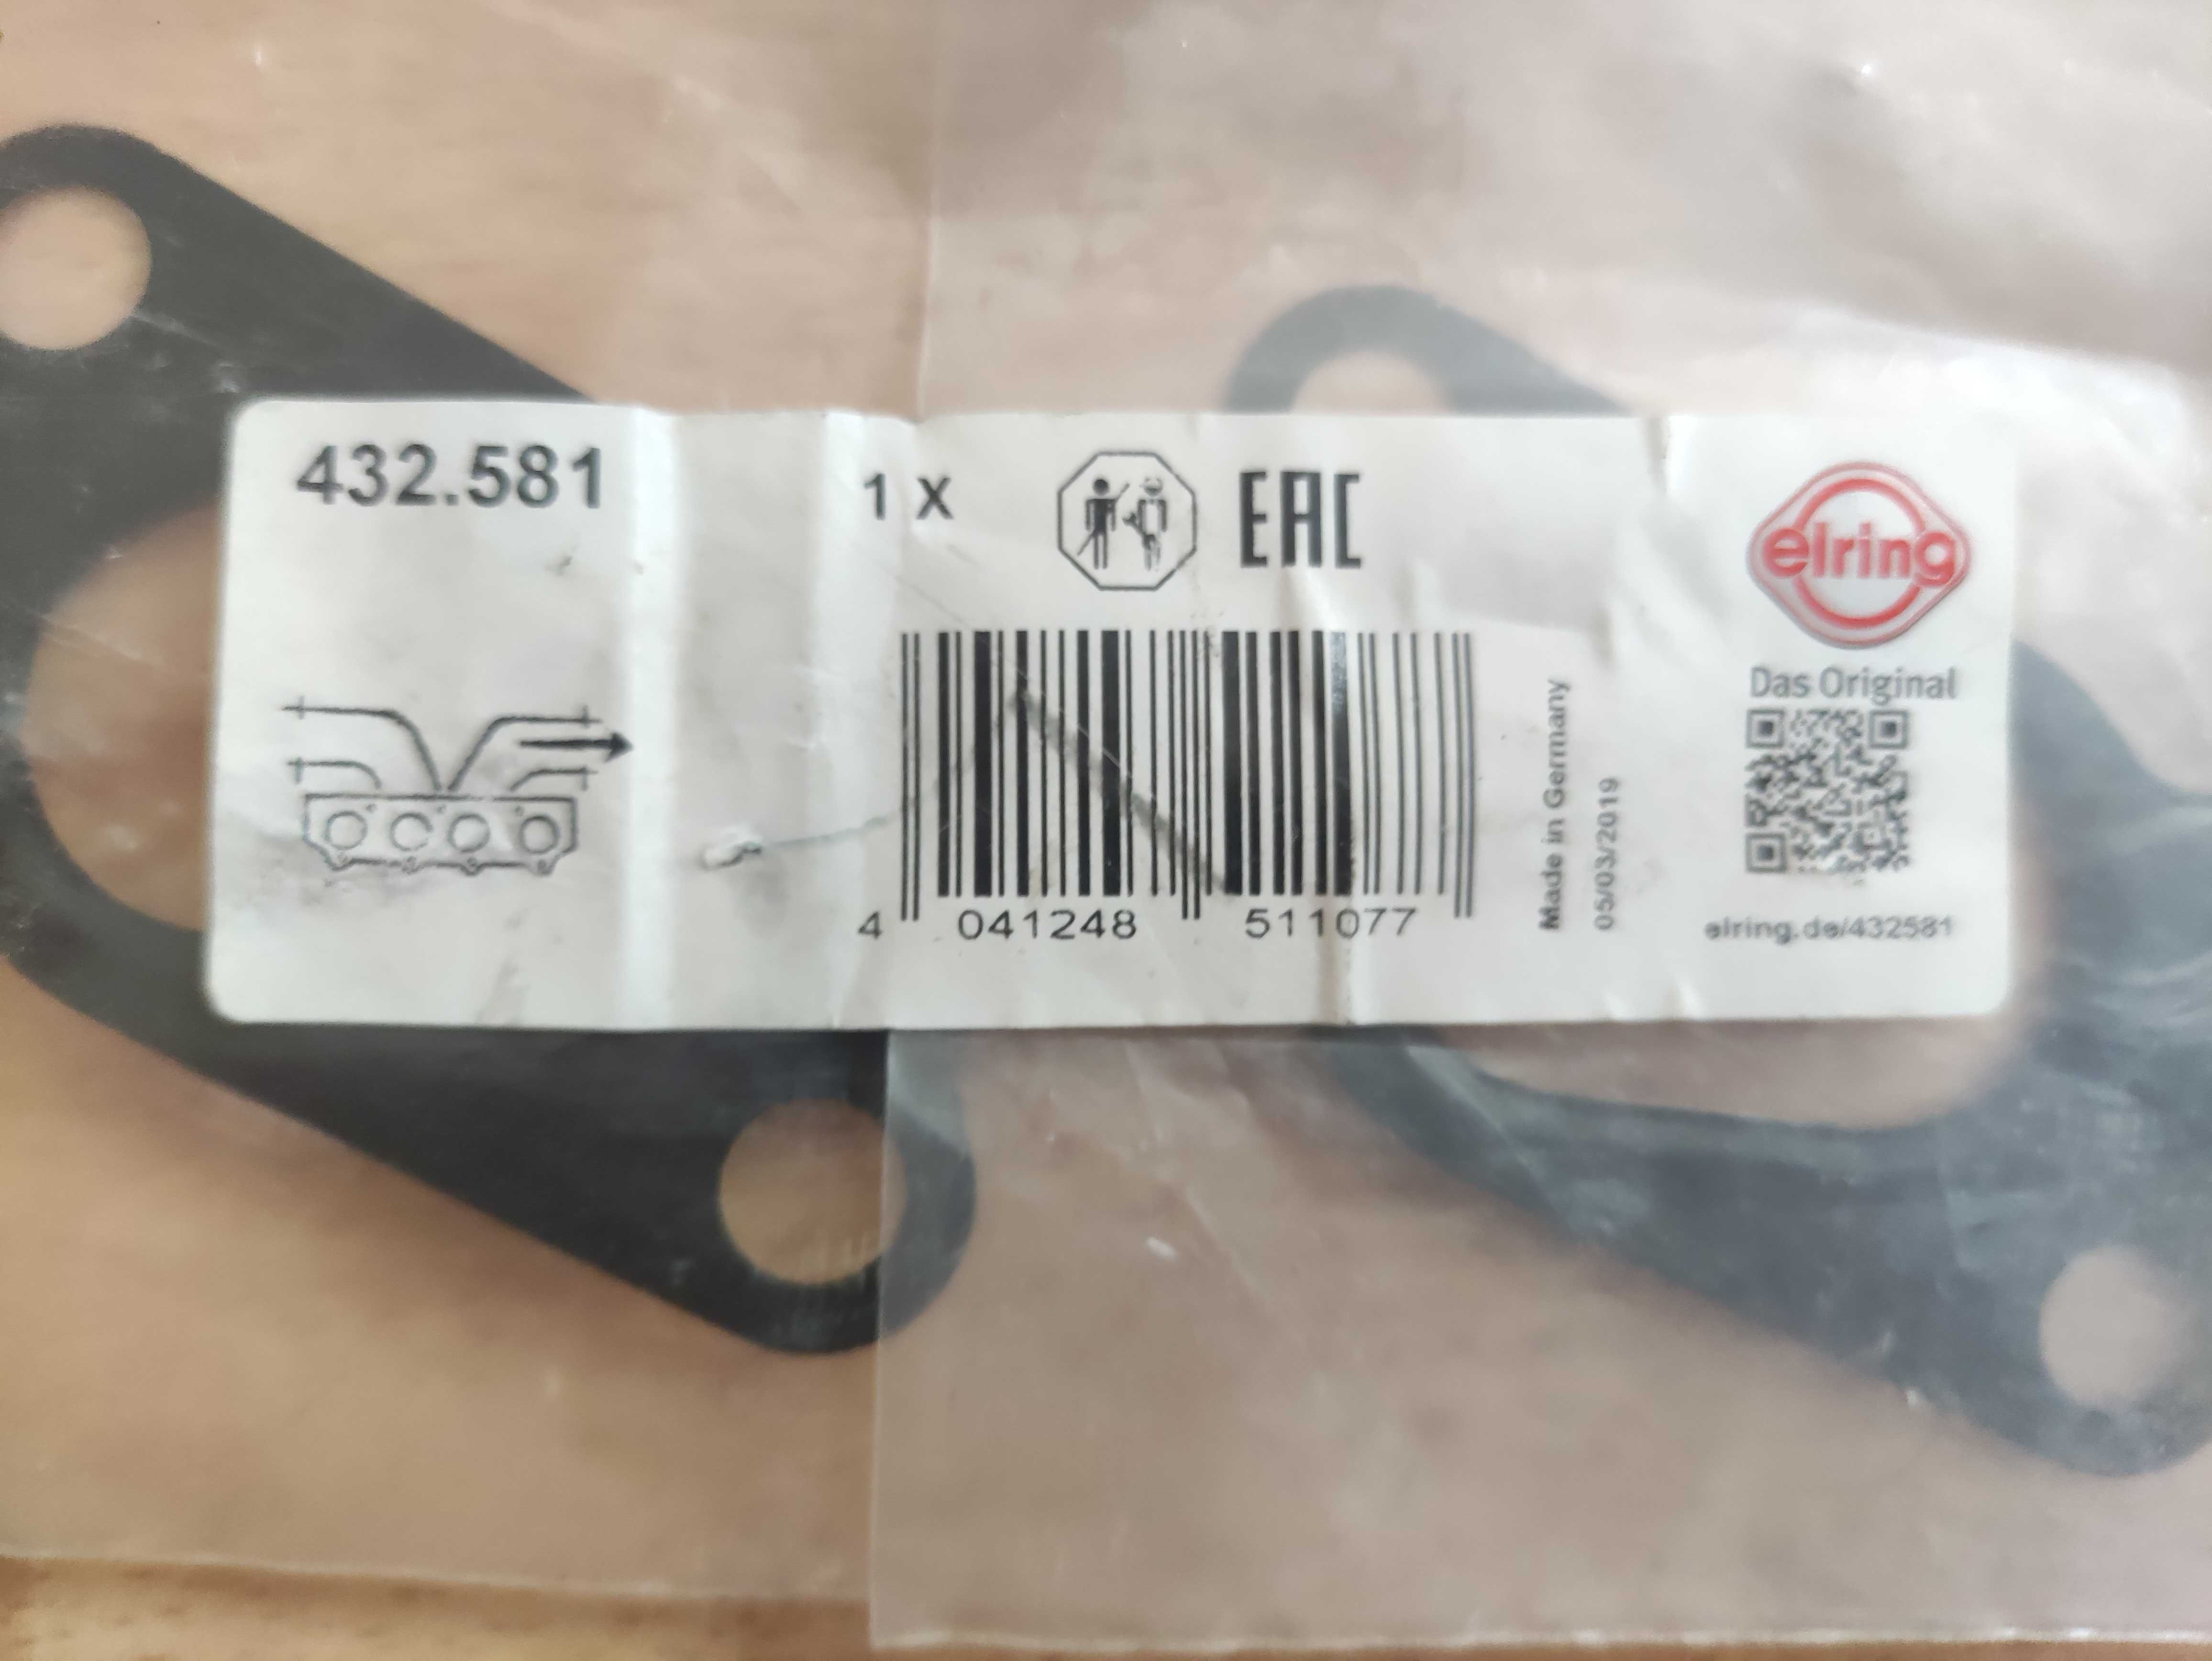 432.581
1 X
EAC
elring
Das Original
4 041248 511077
Made in Germany
05/03/2019
elring.de/432581